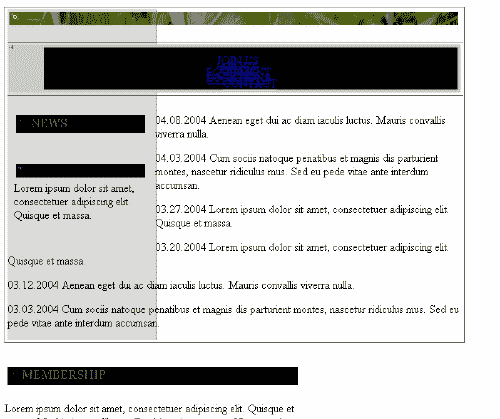 NEWS
04.08.2004 Aenean eget dui ac diam iaculis luctus. Mauris convallis
viverra nulla.
04.03.2004 Cum sociis natoque penatibus et magnis dis parturient
montes, nascetur ridiculus mus. Sed eu pede vitae ante interdum
accumsan.
Lorem ipsum dolor sit amet,
consectetuer adipiscing elit
Quisque et massa.
03.27.2004 Lorem ipsum dolor sit amet, consectetuer adipiscing elit
Quisque et massa.
03.20.2004 Lorem ipsum dolor sit amet, consectetuer adipiscing elit
Quisque et massa.
03.12.2004 Aenean eget dui ac diam iaculis luctus. Mauris convallis viverra nulla.
03.03.2004 Cum sociis natoque penatibus et magnis dis parturient montes, nascetur ridiculus mus. Sed eu
pede vitae ante interdum accumsan.
MEMBERSHIP
Lorem ipsum dolor sit amet, consectetuer adipiscing elit. Quisque et